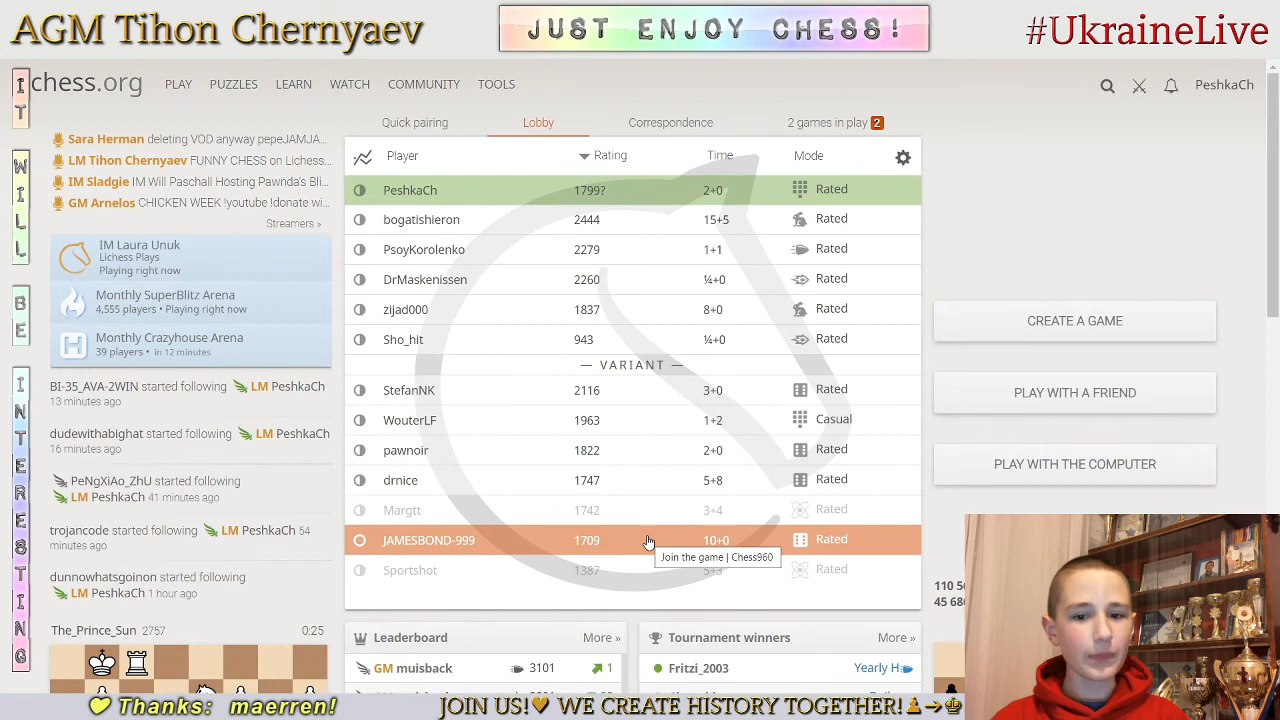 AGM Tihon Chernyaev
JUST ENJOY CHESS!
#UkraineLive
IT WILL BE INTERESTING
chess.org
PLAY PUZZLES LEARN WATCH COMMUNITY TOOLS
PeshkaCh
Sara Herman deleting VOD anyway pepeJAMJA...
LM Tihon Chernyaev FUNNY CHESS on Lichess...
IM Sladgie IM Will Paschall Hosting Pawnda's Bli...
GM Arnelos CHICKEN WEEK !youtube !donate wi...
Streamers »
IM Laura Unuk
Lichess Plays
Playing right now
Monthly SuperBlitz Arena
4,555 players • Playing right now
Monthly Crazyhouse Arena
39 players • in 12 minutes
BI-35_AVA-2WIN started following LM PeshkaCh
13 minutes ago
dudewithabighat started following LM PeshkaCh
16 minutes ago
PeNgXiAo_ZhU started following
LM PeshkaCh 41 minutes ago
trojancode started following LM PeshkaCh 54
minutes ago
dunnowhatsgoinon started following
LM PeshkaCh 1 hour ago
The_Prince_Sun 2757 0:25
Quick pairing Lobby Correspondence 2 games in play 2
Player Rating Time Mode
PeshkaCh 1799? 2+0 Rated
bogatishieron 2444 15+5 Rated
PsoyKorolenko 2279 1+1 Rated
DrMaskenissen 2260 ¼+0 Rated
zijad000 1837 8+0 Rated
Sho_hit 943 ¼+0 Rated
— VARIANT —
StefanNK 2116 3+0 Rated
WouterLF 1963 1+2 Casual
pawnoir 1822 2+0 Rated
drnice 1747 5+8 Rated
Margtt 1742 3+4 Rated
JAMESBOND-999 1709 10+0 Rated
Join the game | Chess960
Sportshot 1387 5+3 Rated
Leaderboard More »
GM muisback 3101 1
Tournament winners More »
Fritzi_2003 Yearly H
CREATE A GAME
PLAY WITH A FRIEND
PLAY WITH THE COMPUTER
Thanks: maerren!
JOIN US! WE CREATE HISTORY TOGETHER!